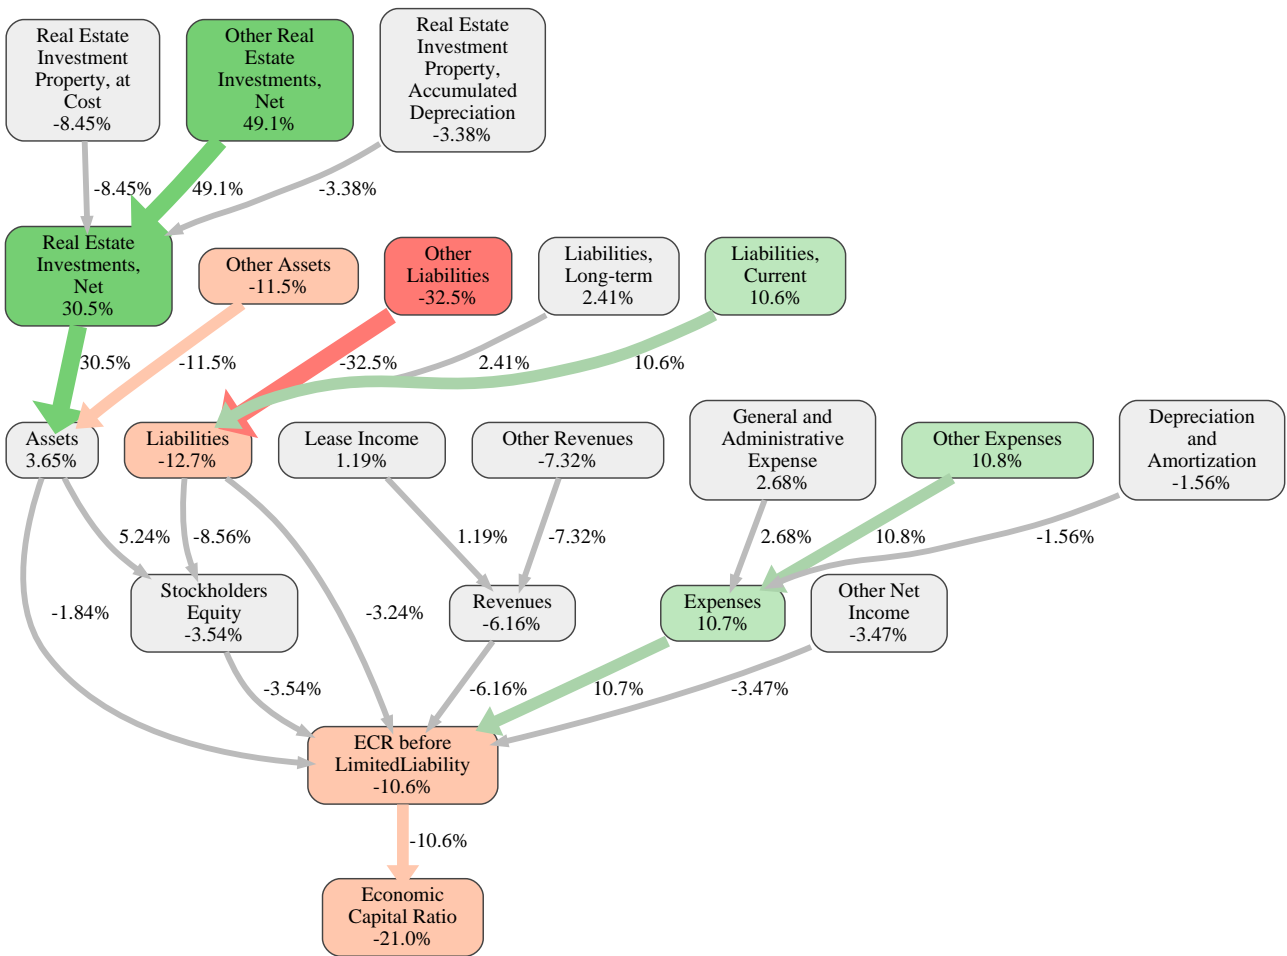 Real Estate
Investment
Property, at
Cost
-8.45%
Other Real
Estate
Investments,
Net
49.1%
Real Estate
Investment
Property,
Accumulated
Depreciation
-3.38%
-8.45%
49.1%
-3.38%
Real Estate
Investments,
Net
30.5%
Other Assets
-11.5%
Other
Liabilities
-32.5%
Liabilities,
Long-term
2.41%
Liabilities,
Current
10.6%
30.5%
-11.5%
-32.5%
2.41%
10.6%
Assets
3.65%
Liabilities
-12.7%
Lease Income
1.19%
Other Revenues
-7.32%
General and
Administrative
Expense
2.68%
Other Expenses
10.8%
Depreciation
and
Amortization
-1.56%
5.24%
-8.56%
1.19%
-7.32%
2.68%
10.8%
-1.56%
Stockholders
Equity
-3.54%
Revenues
-6.16%
Expenses
10.7%
Other Net
Income
-3.47%
-1.84%
-3.24%
-3.54%
-6.16%
10.7%
-3.47%
ECR before
LimitedLiability
-10.6%
-10.6%
Economic
Capital Ratio
-21.0%